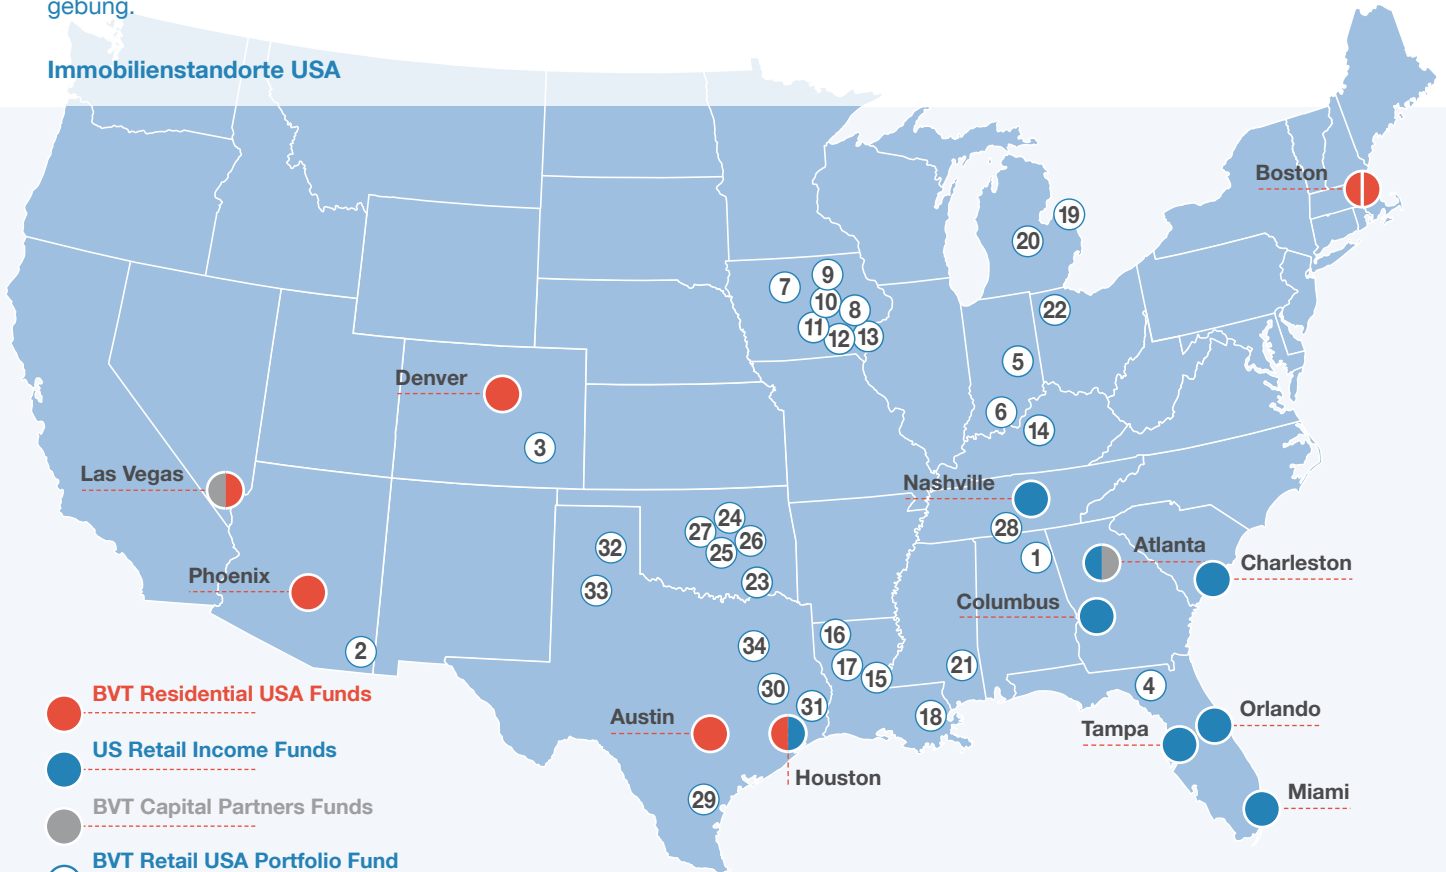 gebung.
Immobilienstandorte USA
Boston
19
20
9
7
10
8
22
11
12
13
5
Denver
6
14
3
Las Vegas
Nashville
24
28
27
26
32
25
1
Atlanta
Charleston
Phoenix
23
33
Columbus
16
2
34
17
21
15
4
BVT Residential USA Funds
30
31
Orlando
Austin
18
Tampa
US Retail Income Funds
Houston
Miami
29
BVT Capital Partners Funds
BVT Retail USA Portfolio Fund